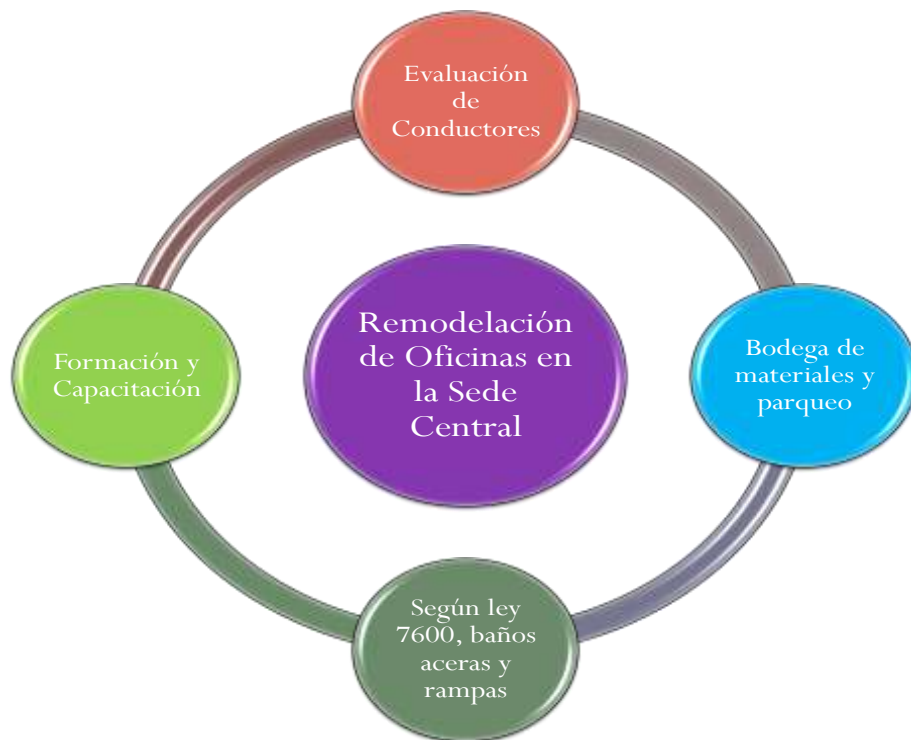 Evaluación
de
Conductores
Remodelación
de Oficinas en
la Sede
Central
Formación y
Capacitación
Bodega de
materiales y
parqueo
Según ley
7600, baños
aceras y
rampas